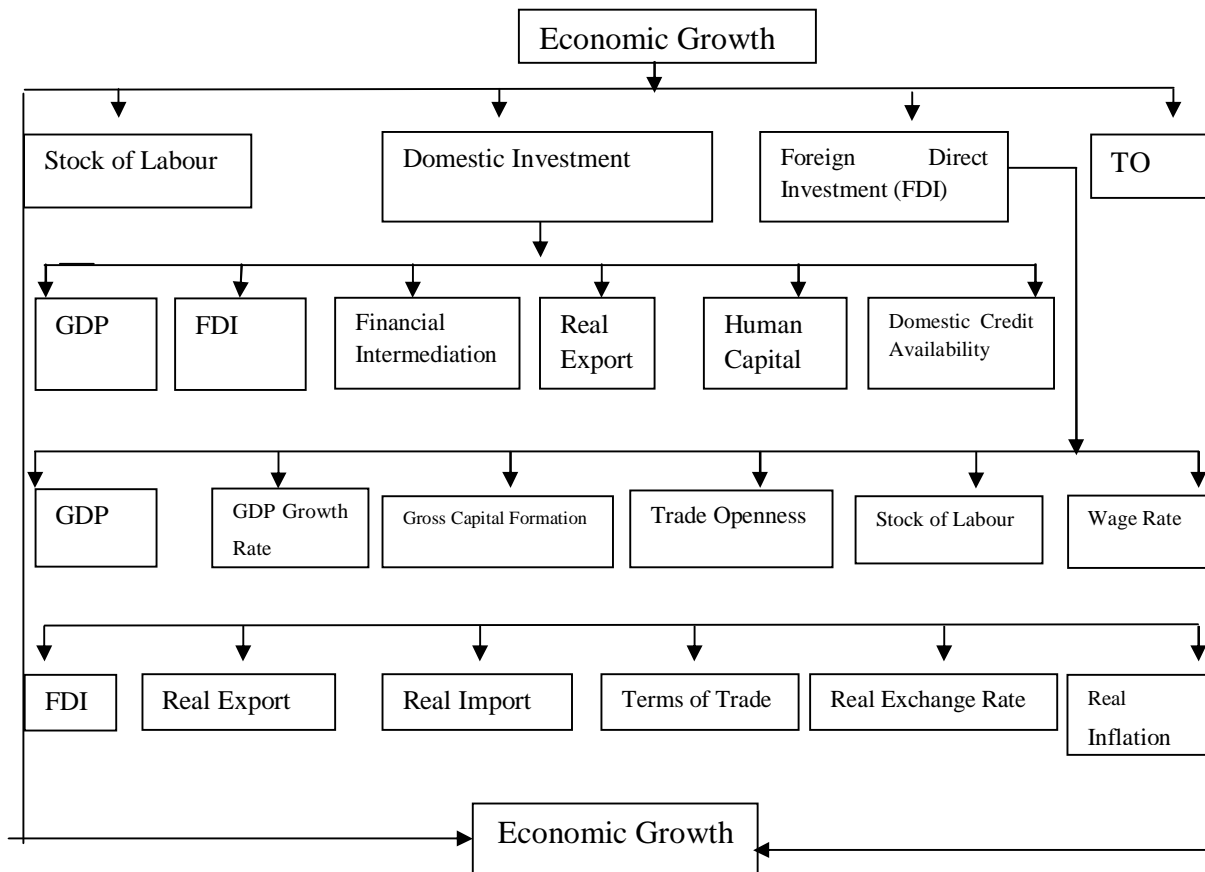 Economic Growth
Stock of Labour
Domestic Investment
Foreign Direct
Investment (FDI)
TO
GDP
FDI
Financial
Intermediation
Real
Export
Human
Capital
Domestic Credit
Availability
GDP
GDP Growth
Rate
Gross Capital Formation
Trade Openness
Stock of Labour
Wage Rate
FDI
Real Export
Real Import
Terms of Trade
Real Exchange Rate
Real
Inflation
Economic Growth